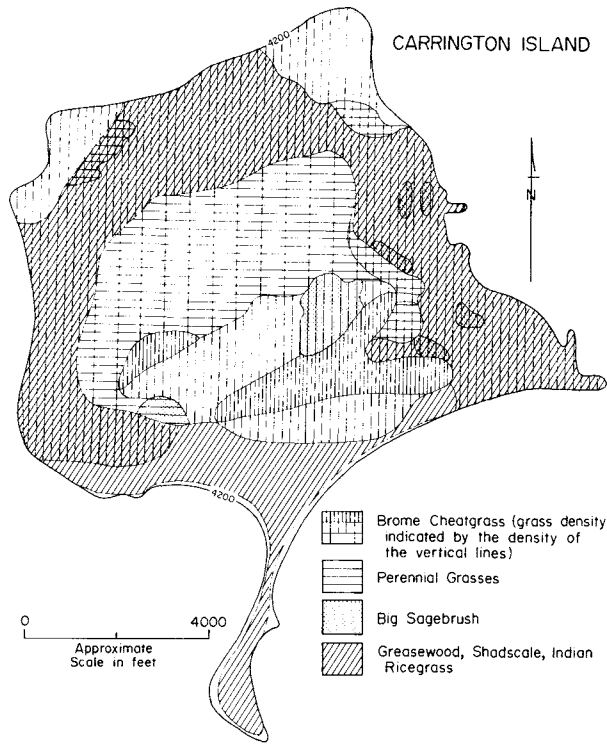 4200
CARRINGTON ISLAND
N
4200
Brome Cheatgrass (grass density
indicated by the density of
the vertical lines)
Perennial Grasses
Big Sagebrush
Greasewood, Shadscale, Indian
Ricegrass
0 4000
Approximate
Scale in feet